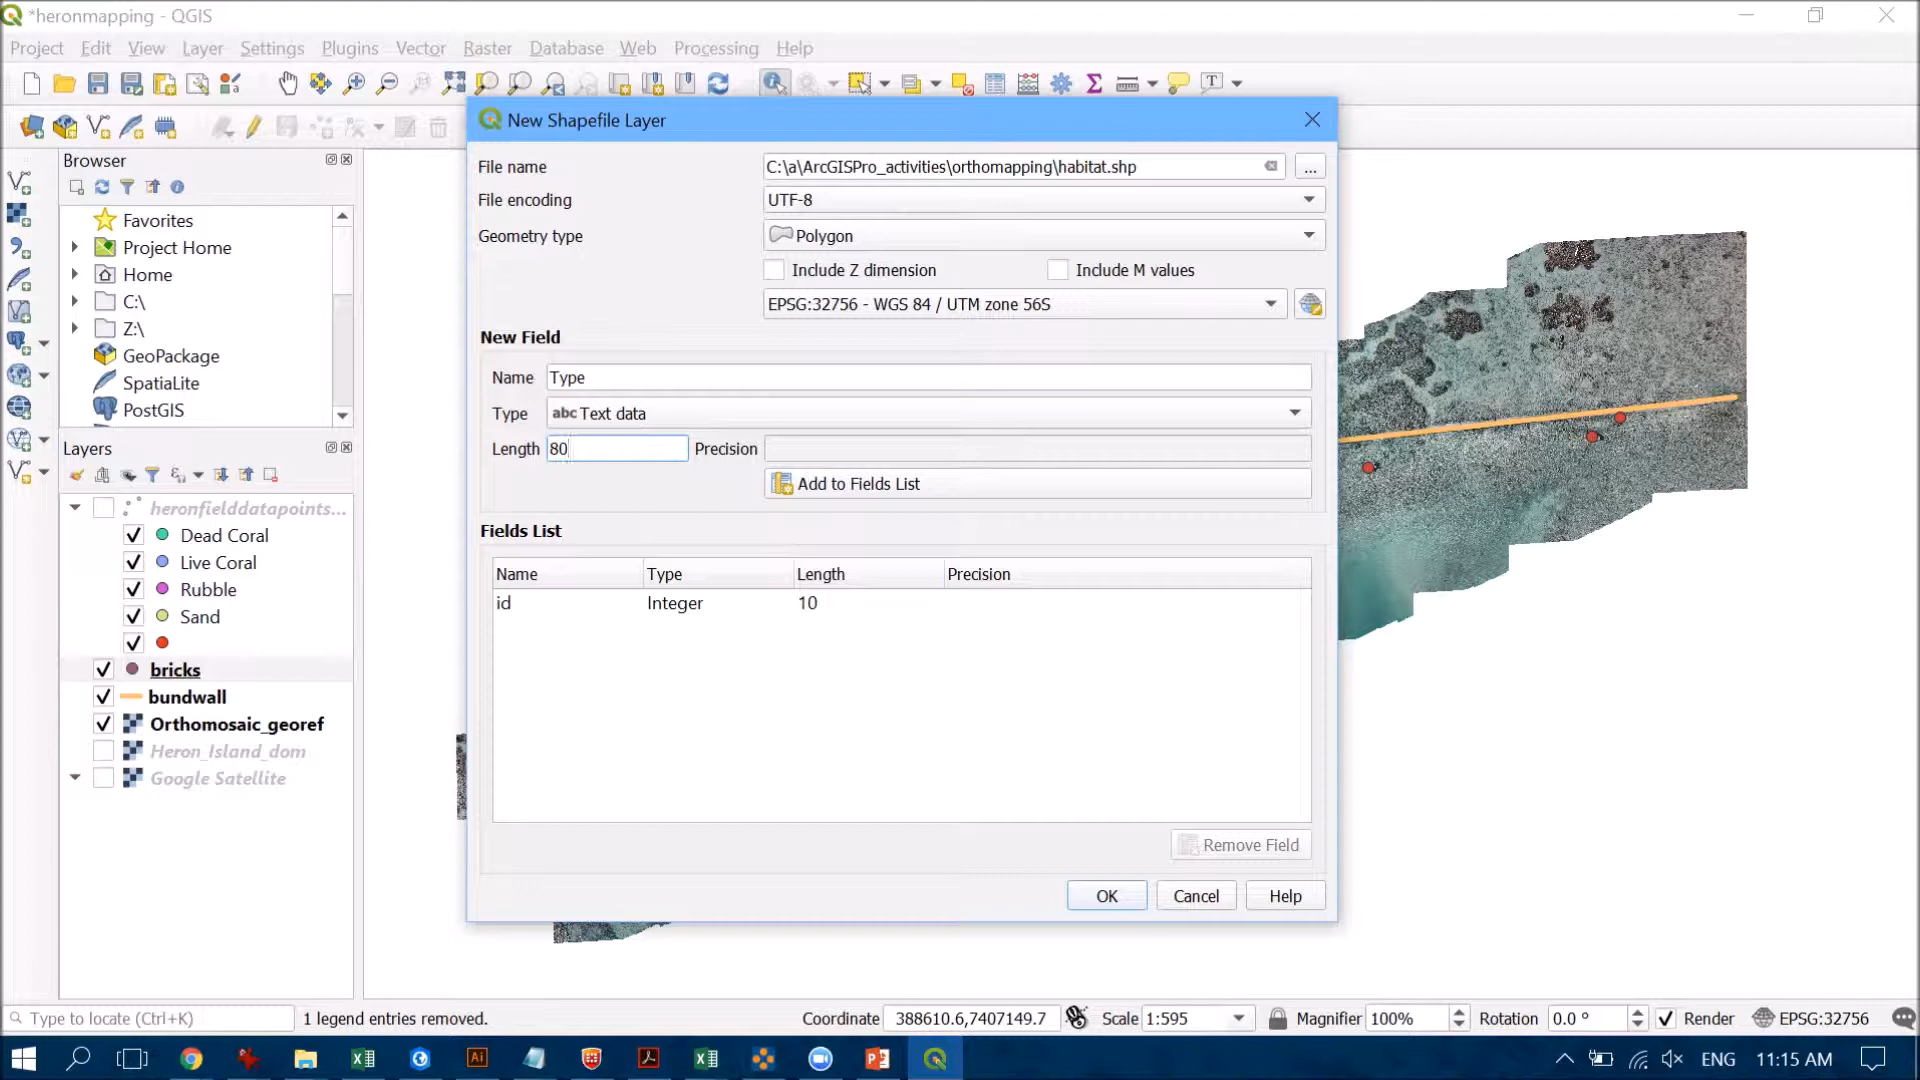 *heronmapping - QGIS
Project Edit View Layer Settings Plugins Vector Raster Database Web Processing Help
New Shapefile Layer
File name C:\a\ArcGISPro_activities\orthomapping\habitat.shp ...
File encoding UTF-8
Geometry type Polygon
Include Z dimension Include M values
EPSG:32756 - WGS 84 / UTM zone 56S
New Field
Name Type
Type abc Text data
Length 80 Precision
Add to Fields List
Fields List
Name Type Length Precision
id Integer 10
Remove Field
OK Cancel Help
Browser
Favorites
Project Home
Home
C:\
Z:\
GeoPackage
SpatiaLite
PostGIS
Layers
heronfielddatapoints...
Dead Coral
Live Coral
Rubble
Sand
bricks
bundwall
Orthomosaic_georef
Heron_Island_dom
Google Satellite
Type to locate (Ctrl+K) 1 legend entries removed. Coordinate 388610.6,7407149.7 Scale 1:595 Magnifier 100% Rotation 0.0 ° Render EPSG:32756
Ai ENG 11:15 AM